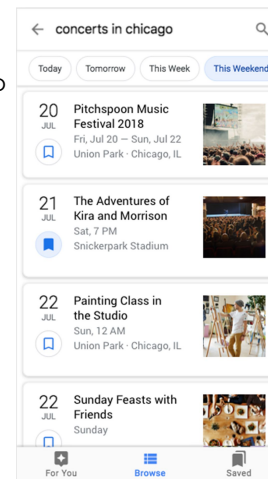 concerts in chicago
Today
Tomorrow
This Week
This Weekend
20
JUL
Pitchspoon Music
Festival 2018
Fri, Jul 20 — Sun, Jul 22
Union Park · Chicago, IL
21
JUL
The Adventures of
Kira and Morrison
Sat, 7 PM
Snickerpark Stadium
22
JUL
Painting Class in
the Studio
Sun, 12 AM
Union Park · Chicago, IL
22
JUL
Sunday Feasts with
Friends
Sunday
For You
Browse
Saved